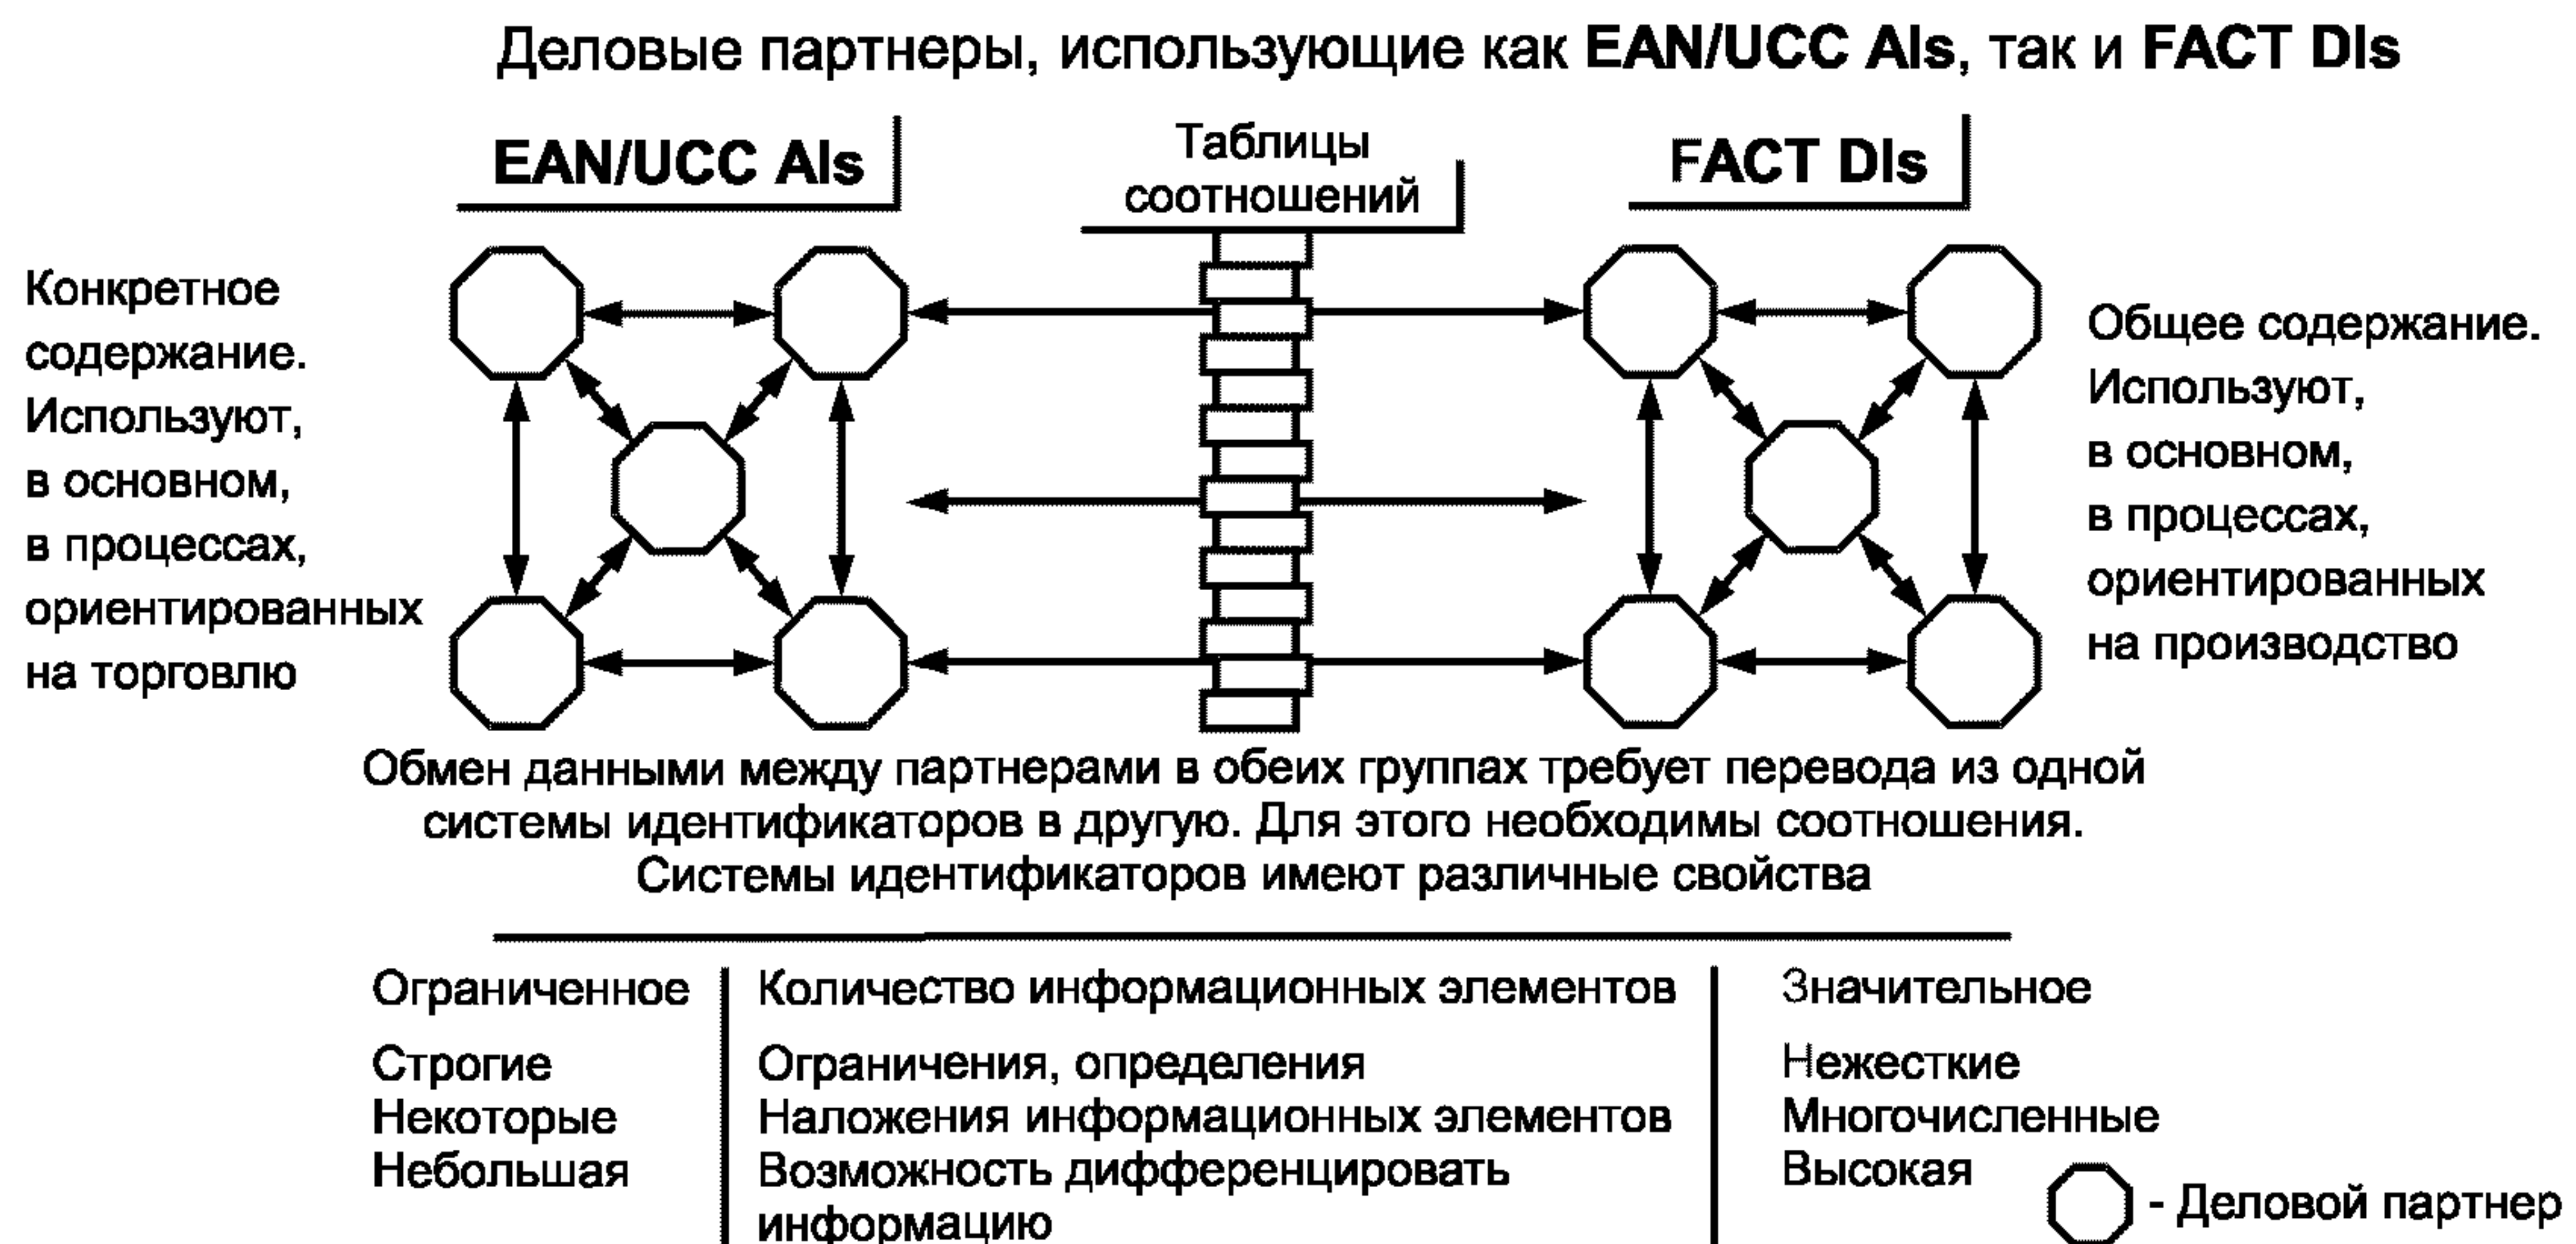 Деловые партнеры, использующие как EAN/UCC AIs, так и FACT DIs
EAN/UCC AIs
Таблицы
соотношений
FACT DIs
Конкретное
содержание.
Используют,
в основном,
в процессах,
ориентированных
на торговлю
Общее содержание.
Используют,
в основном,
в процессах,
ориентированных
на производство
Обмен данными между партнерами в обеих группах требует перевода из одной
системы идентификаторов в другую. Для этого необходимы соотношения.
Системы идентификаторов имеют различные свойства
Ограниченное Количество информационных элементов Значительное
Строгие Ограничения, определения Нежесткие
Некоторые Наложения информационных элементов Многочисленные
Небольшая Возможность дифференцировать Высокая
информацию
- Деловой партнер